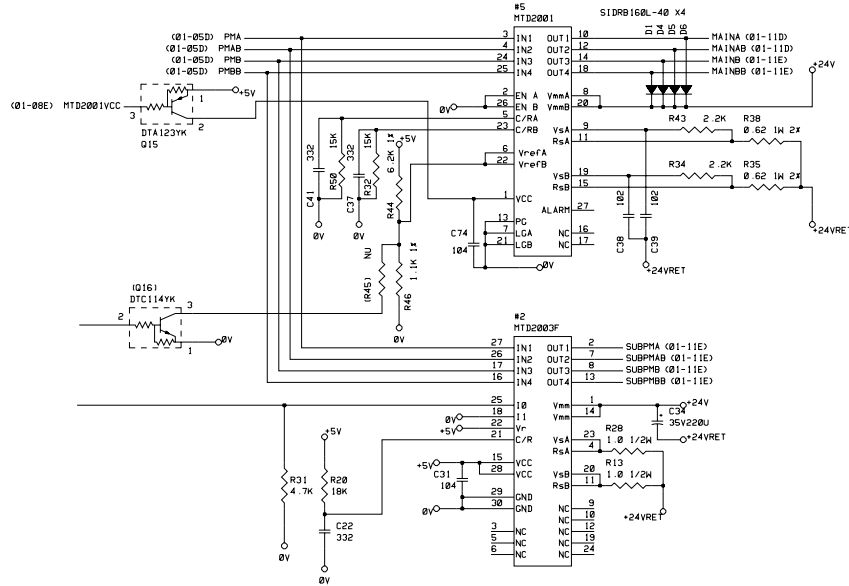 #5
MTD2001
SIDRB160L-40 X4
D1
D4
D5
D6
(01-05D) PMA
(01-05D) PMAB
(01-05D) PMB
(01-05D) PMBB
3 IN1 OUT1 10 MAINA (01-11D)
4 IN2 OUT2 12 MAINAB (01-11D)
24 IN3 OUT3 14 MAINB (01-11E)
25 IN4 OUT4 18 MAINBB (01-11E)
+24V
+5V
(01-08E) MTD2001VCC
3
1
2
DTA123YK
Q15
0V
2 EN A VmmA 8
26 EN B VmmB 20
5 C/RA
23 C/RB
VsA 9
RsA 11
R43 2.2K
R38
0.62 1W 2%
+5V
6 VrefA
22 VrefB
VsB 19
RsB 15
R34 2.2K
R35
0.62 1W 2%
332
15K
332
15K
6.2K 1%
C41
R50
C37
R32
R44
0V
0V
1 VCC
ALARM 27
13 PG
7 LGA NC 16
21 LGB NC 17
C74
104
0V
102
102
C38
C39
+24VRET
+24VRET
NU
(R45)
1.1K 1%
R46
0V
(Q16)
DTC114YK
2
3
1
0V
#2
MTD2003F
27 IN1 OUT1 2 SUBPMA (01-11E)
26 IN2 OUT2 7 SUBPMAB (01-11E)
17 IN3 OUT3 8 SUBPMB (01-11E)
16 IN4 OUT4 13 SUBPMBB (01-11E)
25 I0 Vmm 1 +24V
0V 18 I1 Vmm 14
+5V 22 Vr
21 C/R
C34
35V220U
+24VRET
VsA 23
RsA 4
R28
1.0 1/2W
+5V 15 VCC
28 VCC
C31
104
VsB 20
RsB 11
R13
1.0 1/2W
29 GND
0V 30 GND
+24VRET
NC 9
NC 10
3 NC NC 12
5 NC NC 19
6 NC NC 24
+5V
R31
4.7K
R20
18K
C22
332
0V
0V